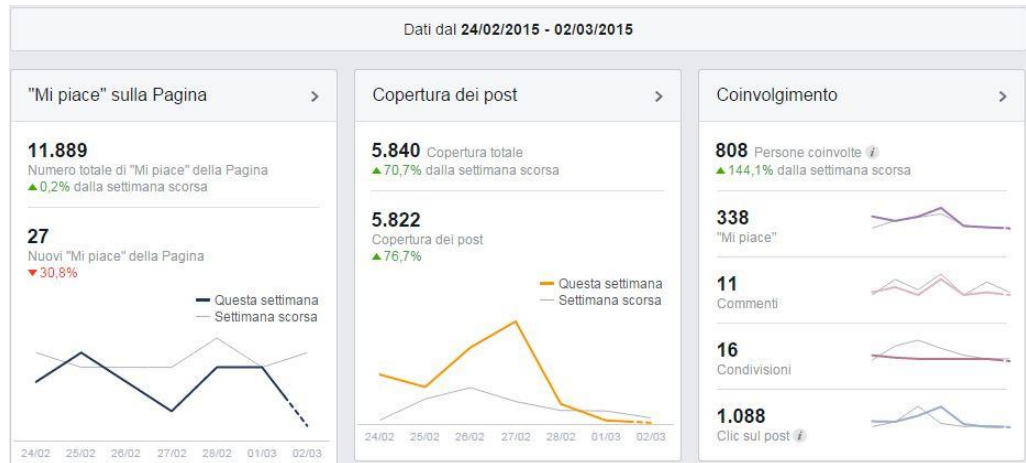 Dati dal 24/02/2015 - 02/03/2015
"Mi piace" sulla Pagina
11.889
Numero totale di "Mi piace" della Pagina
▲0,2% dalla settimana scorsa
27
Nuovi "Mi piace" della Pagina
▼30,8%
Questa settimana
Settimana scorsa
24/02 25/02 26/02 27/02 28/02 01/03 02/03
Copertura dei post
5.840 Copertura totale
▲70,7% dalla settimana scorsa
5.822
Copertura dei post
▲76,7%
Questa settimana
Settimana scorsa
24/02 25/02 26/02 27/02 28/02 01/03 02/03
Coinvolgimento
808 Persone coinvolte i
▲144,1% dalla settimana scorsa
338
"Mi piace"
11
Commenti
16
Condivisioni
1.088
Clic sul post i